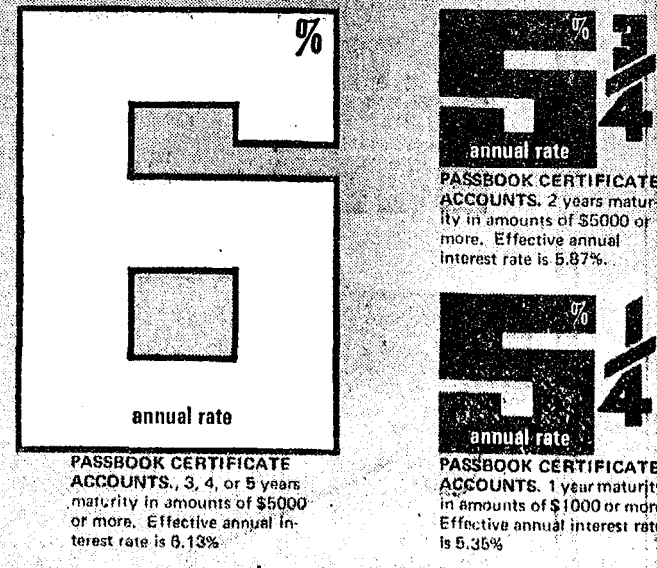 6%
annual rate
PASSBOOK CERTIFICATE
ACCOUNTS., 3, 4, or 5 years
maturity in amounts of $5000
or more. Effective annual in-
terest rate is 6.13%
5 3/4 %
annual rate
PASSBOOK CERTIFICATE
ACCOUNTS. 2 years matur-
ity in amounts of $5000 or
more. Effective annual
interest rate is 5.87%.
5 1/4 %
annual rate
PASSBOOK CERTIFICATE
ACCOUNTS. 1 year maturity
in amounts of $1000 or more
Effective annual interest rate
is 5.35%